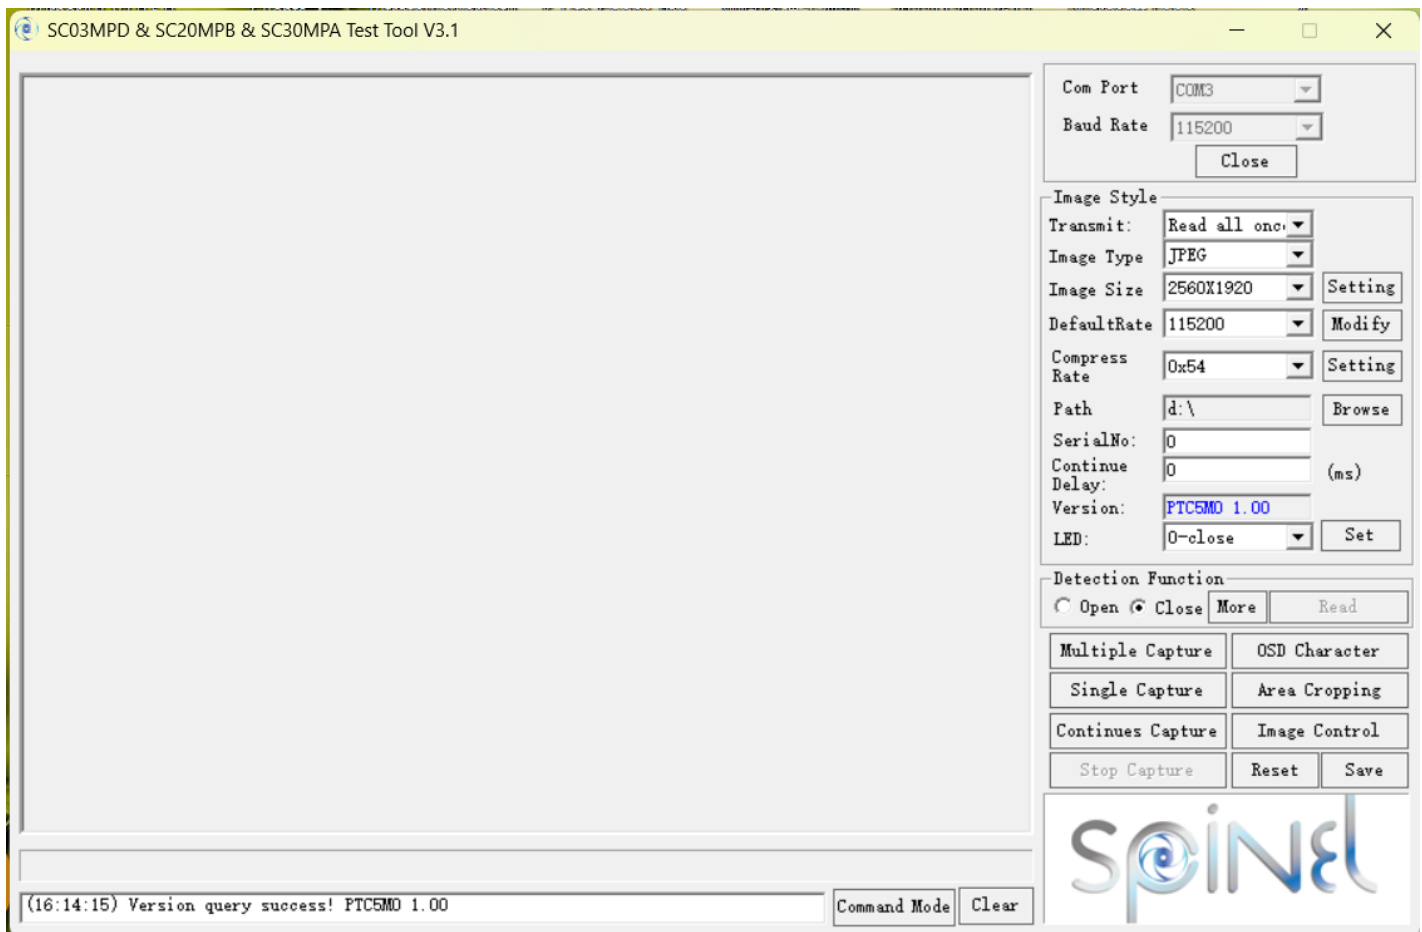 SC03MPD & SC20MPB & SC30MPA Test Tool V3.1
Com Port COM3
Baud Rate 115200
Close
Image Style
Transmit: Read all onc
Image Type JPEG
Image Size 2560X1920 Setting
DefaultRate 115200 Modify
Compress Rate 0x54 Setting
Path d:\ Browse
SerialNo: 0
Continue Delay: 0 (ms)
Version: PTC5M0 1.00
LED: 0-close Set
Detection Function
Open Close More Read
Multiple Capture OSD Character
Single Capture Area Cropping
Continues Capture Image Control
Stop Capture Reset Save
SPINEL
(16:14:15) Version query success! PTC5M0 1.00 Command Mode Clear